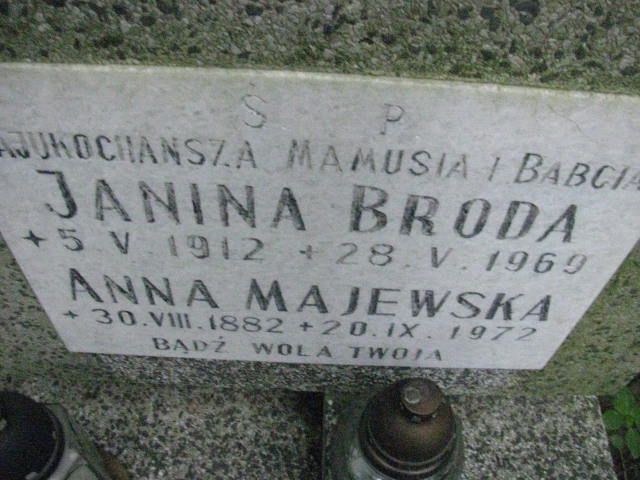 Ś P
AJUKOCHAŃSZA MAMUSIA I BABCIA
JANINA BRODA
+ 5 V. 1912 + 28. V. 1969
ANNA MAJEWSKA
+ 30. VIII. 1882 + 20. IX. 1972
BĄDŹ WOLA TWOJA